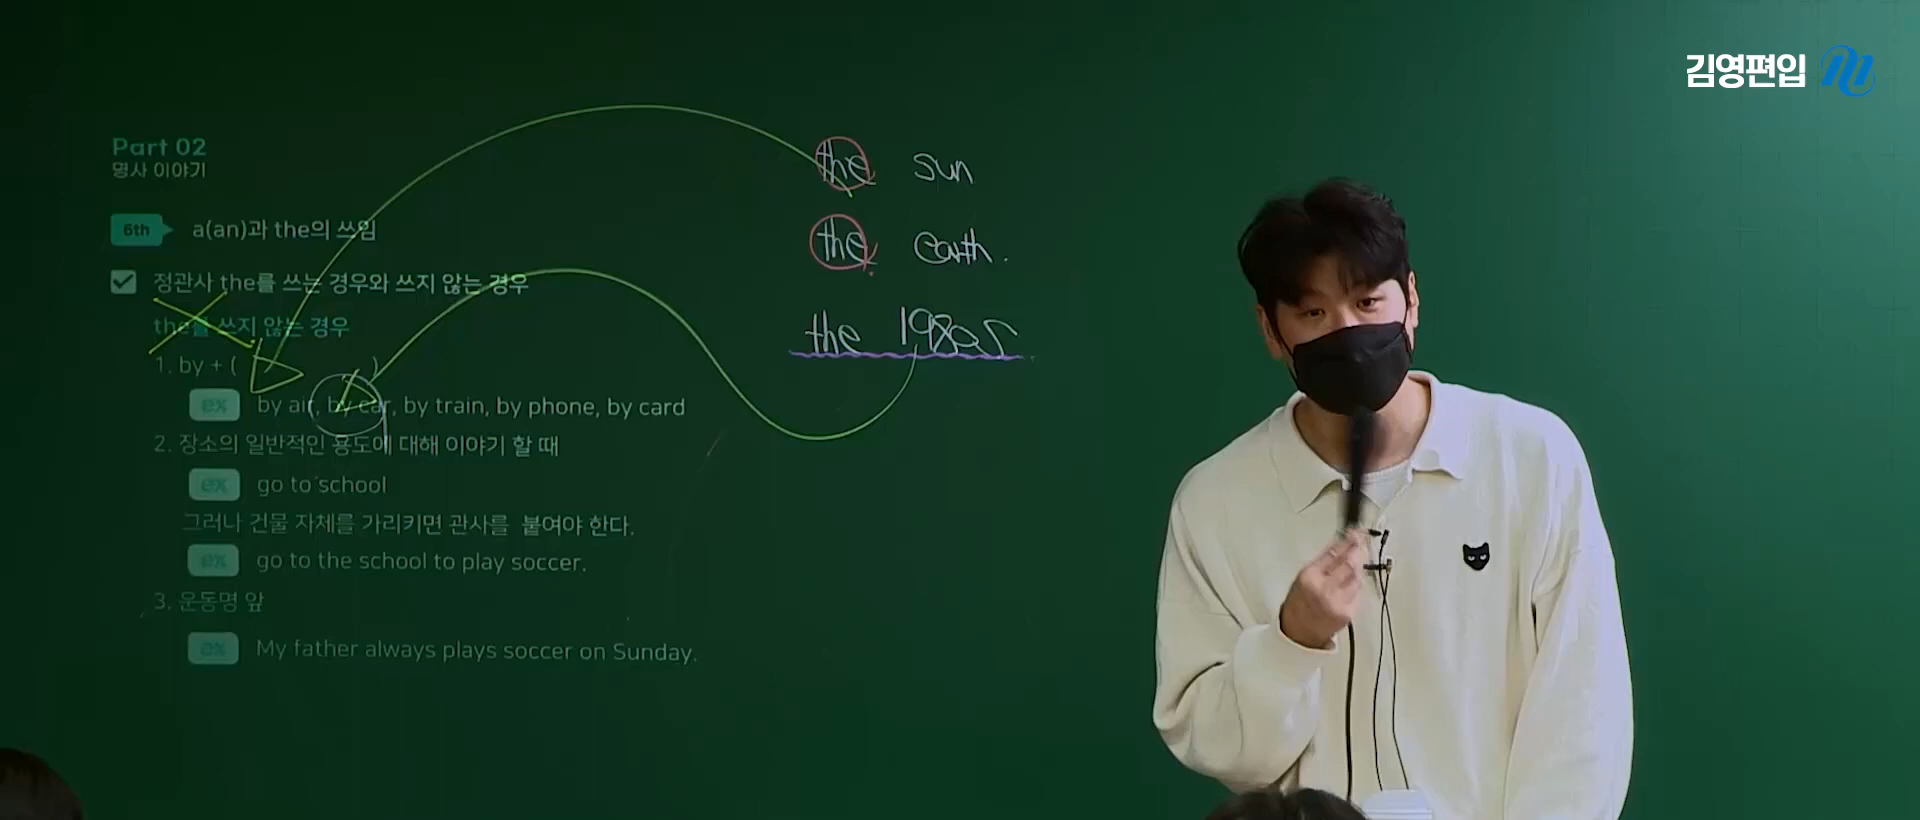 김영편입
Part 02
명사 이야기
6th a(an)과 the의 쓰임
정관사 the를 쓰는 경우와 쓰지 않는 경우
the를 쓰지 않는 경우
1. by + ( )
ex by air, by car, by train, by phone, by card
2. 장소의 일반적인 용도에 대해 이야기 할 때
ex go to school
그러나 건물 자체를 가리키면 관사를 붙여야 한다.
ex go to the school to play soccer.
3. 운동명 앞
ex My father always plays soccer on Sunday.
the sun
the earth.
the 1980s